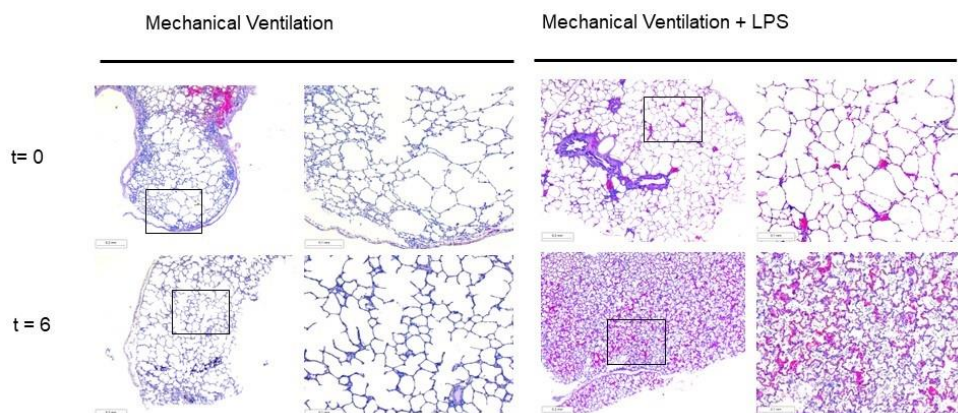 Mechanical Ventilation
Mechanical Ventilation + LPS
t= 0
t = 6